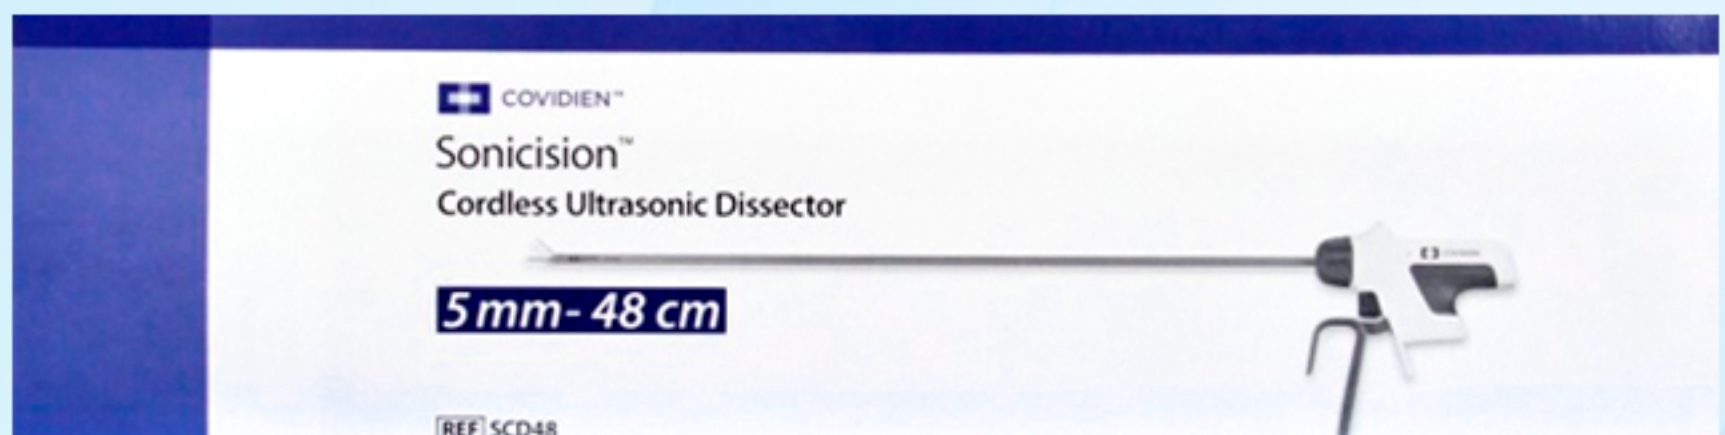 COVIDIEN™
Sonicision™
Cordless Ultrasonic Dissector
5 mm - 48 cm
REF SCD48